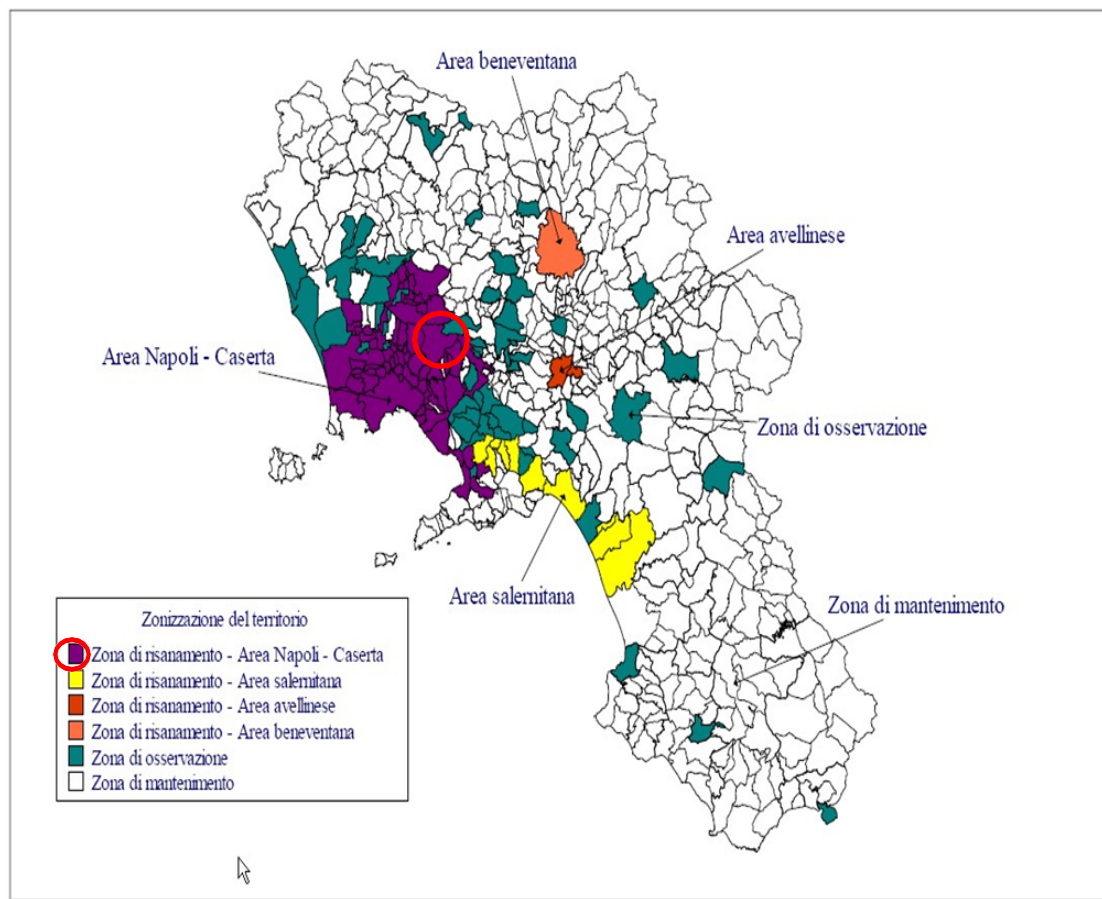 Area beneventana
Area avellinese
Area Napoli - Caserta
Zona di osservazione
Area salernitana
Zona di mantenimento
Zonizzazione del territorio
Zona di risanamento - Area Napoli - Caserta
Zona di risanamento - Area salernitana
Zona di risanamento - Area avellinese
Zona di risanamento - Area beneventana
Zona di osservazione
Zona di mantenimento